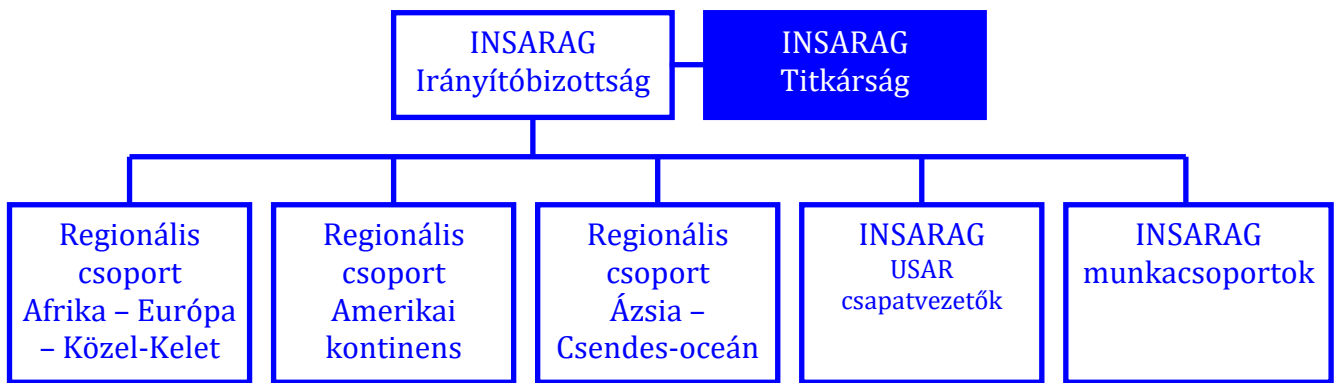 INSARAG
Irányítóbizottság
INSARAG
Titkárság
Regionális
csoport
Afrika – Európa
– Közel-Kelet
Regionális
csoport
Amerikai
kontinens
Regionális
csoport
Ázsia –
Csendes-oceán
INSARAG
USAR
csapatvezetők
INSARAG
munkacsoportok